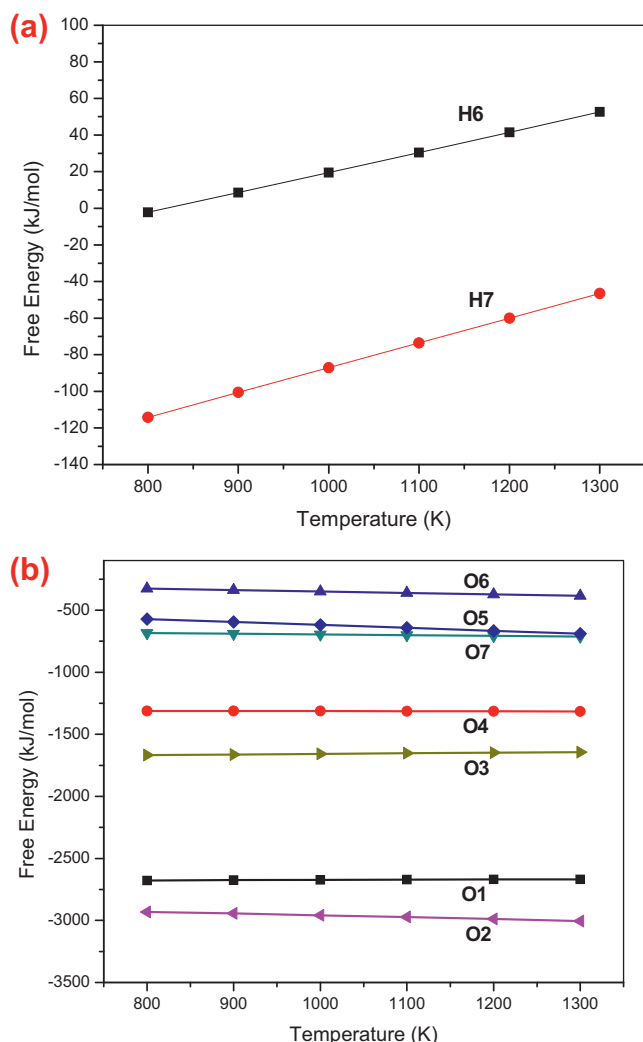 (a)
100
80
60
40
20
0
-20
-40
-60
-80
-100
-120
-140
Free Energy (kJ/mol)
H6
H7
800 900 1000 1100 1200 1300
Temperature (K)
(b)
-500
-1000
-1500
-2000
-2500
-3000
-3500
Free Energy (kJ/mol)
O6
O5
O7
O4
O3
O1
O2
800 900 1000 1100 1200 1300
Temperature (K)